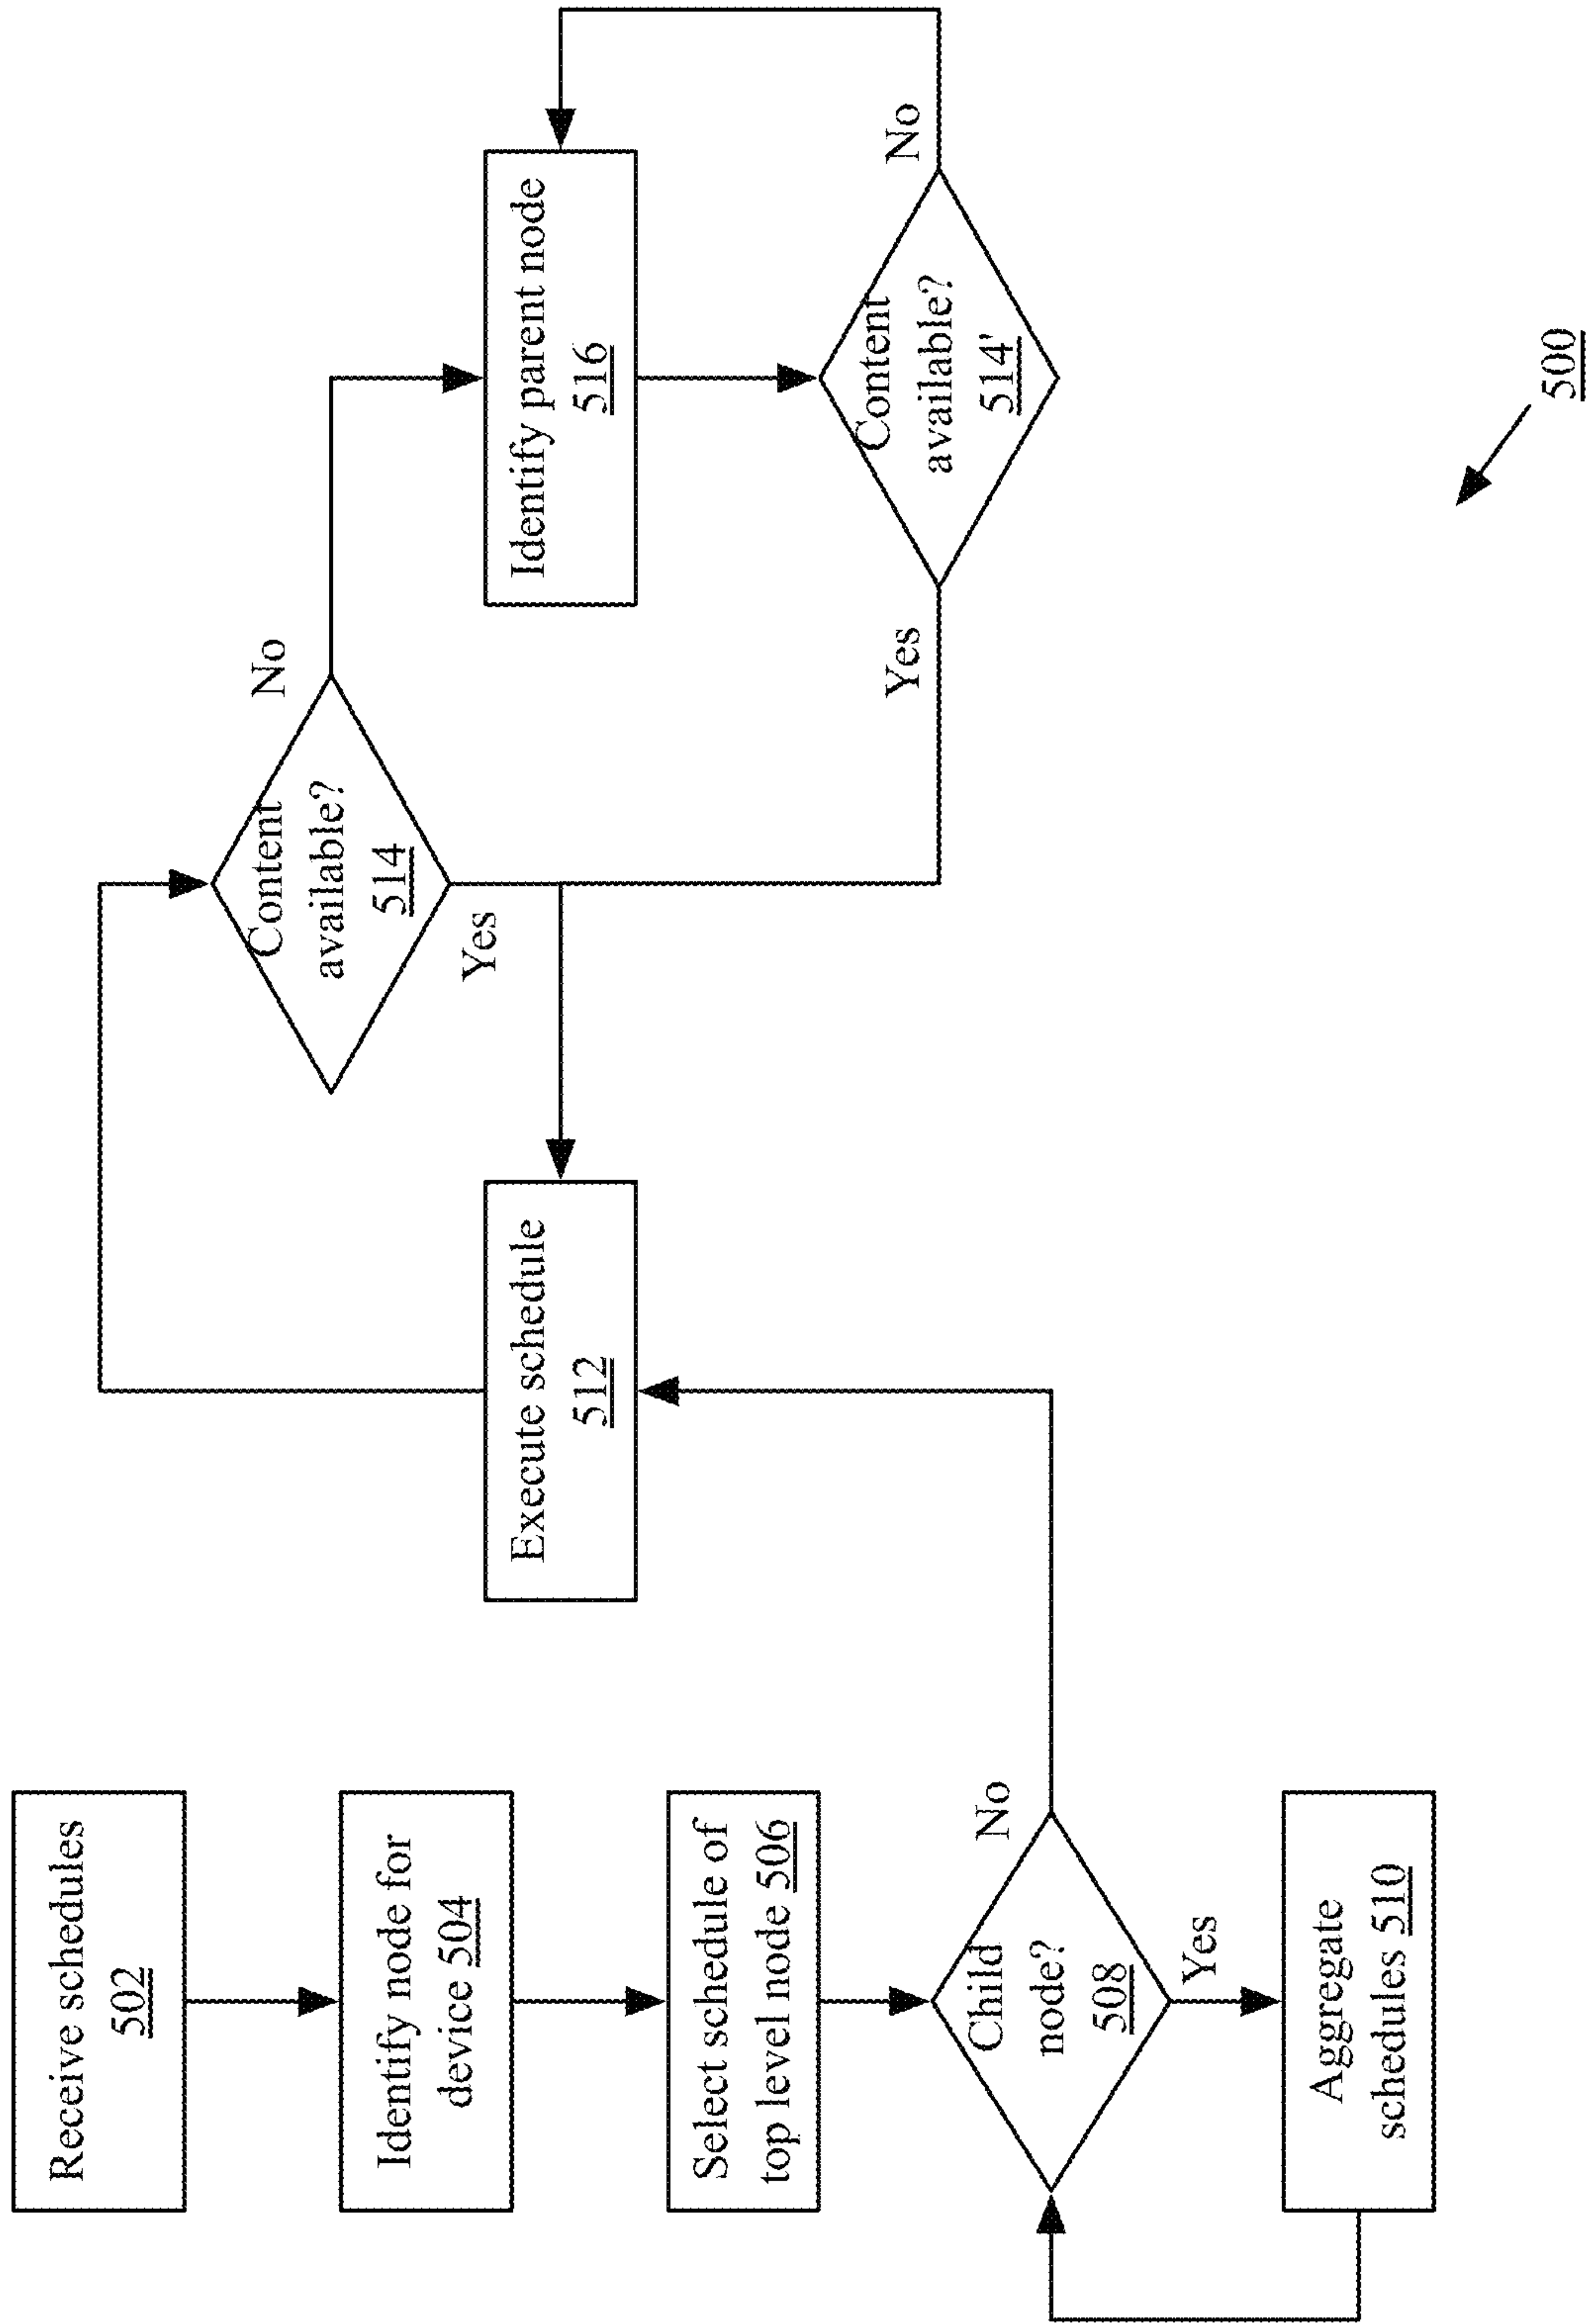 Receive schedules
502
Identify node for
device 504
Select schedule of
top level node 506
Child
node?
508
No
Yes
Aggregate
schedules 510
Execute schedule
512
Content
available?
514
No
Yes
Identify parent node
516
Content
available?
514'
No
Yes
500